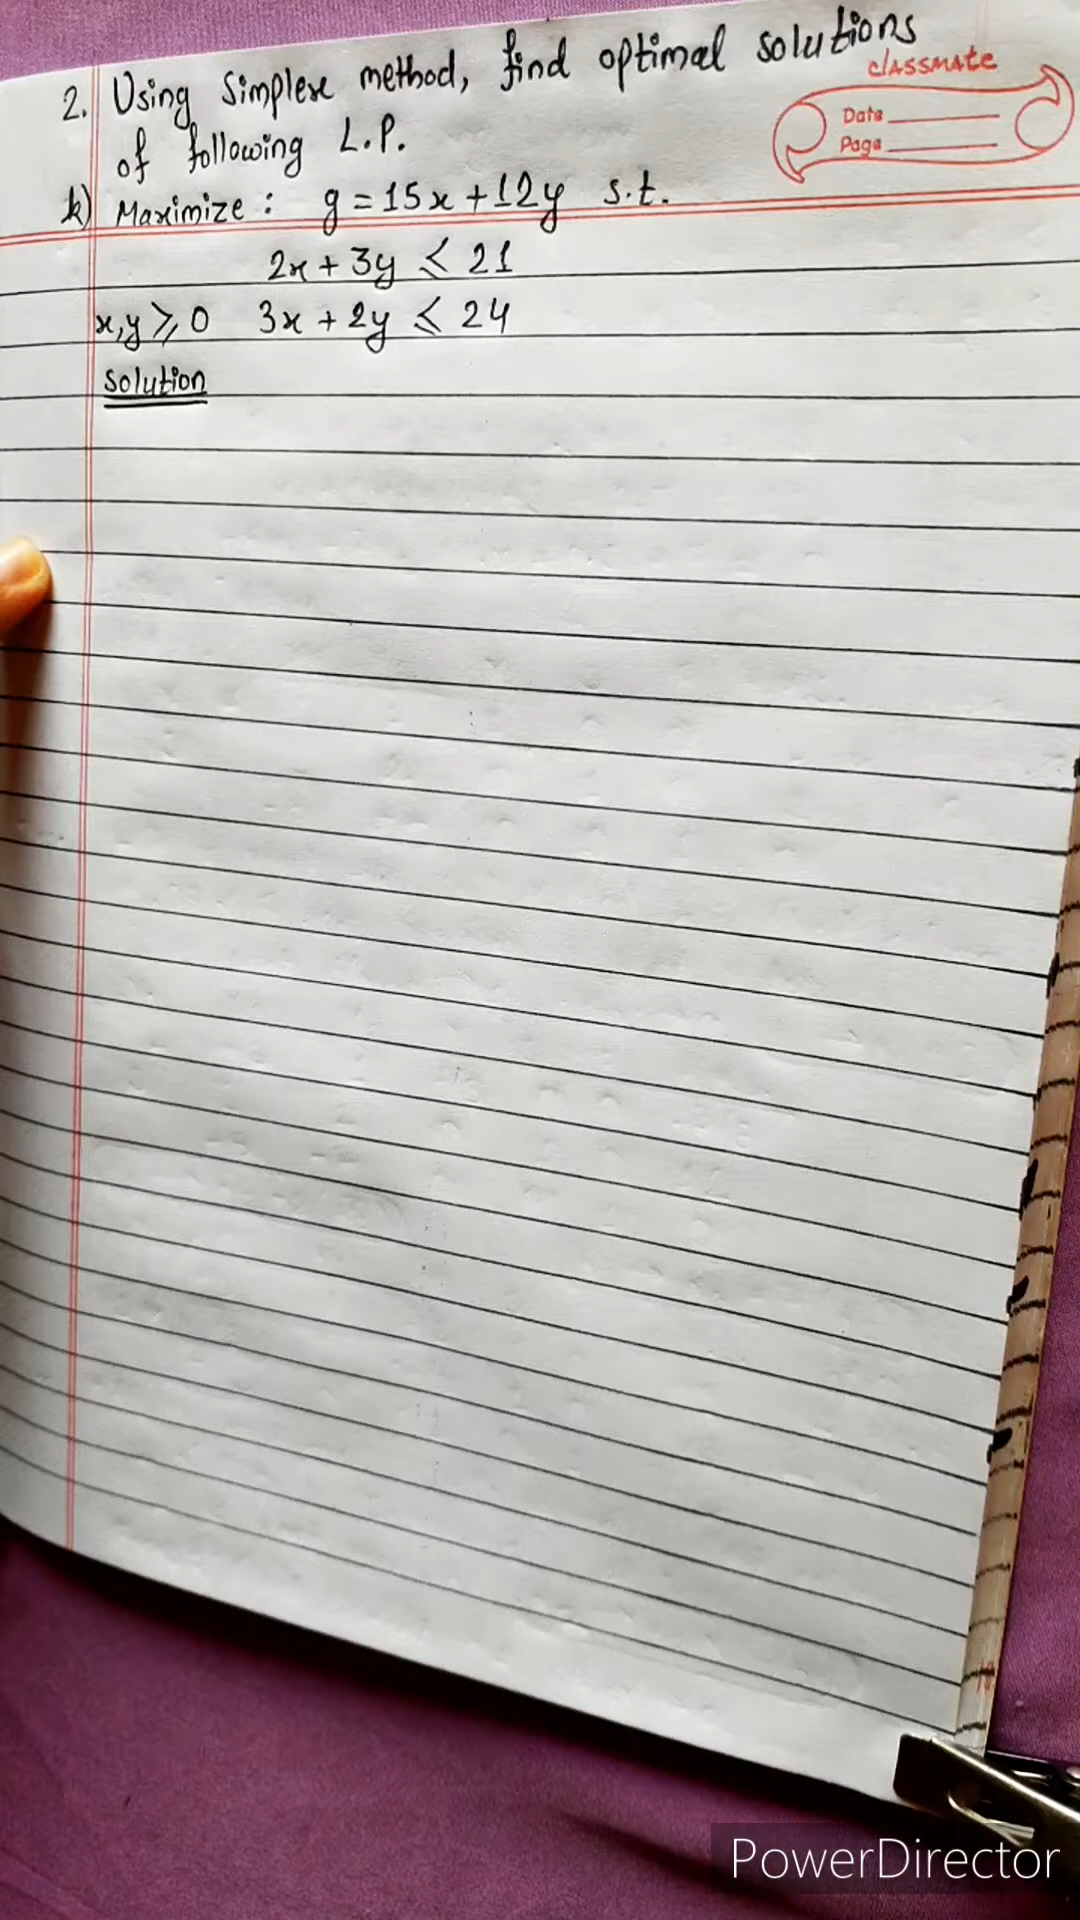 2. Using Simplex method, find optimal solutions
of following L.P.
classmate
Date
Page
k) Maximize : g = 15x + 12y s.t.
2x + 3y ⩽ 21
x,y ⩾ 0 3x + 2y ⩽ 24
Solution
PowerDirector